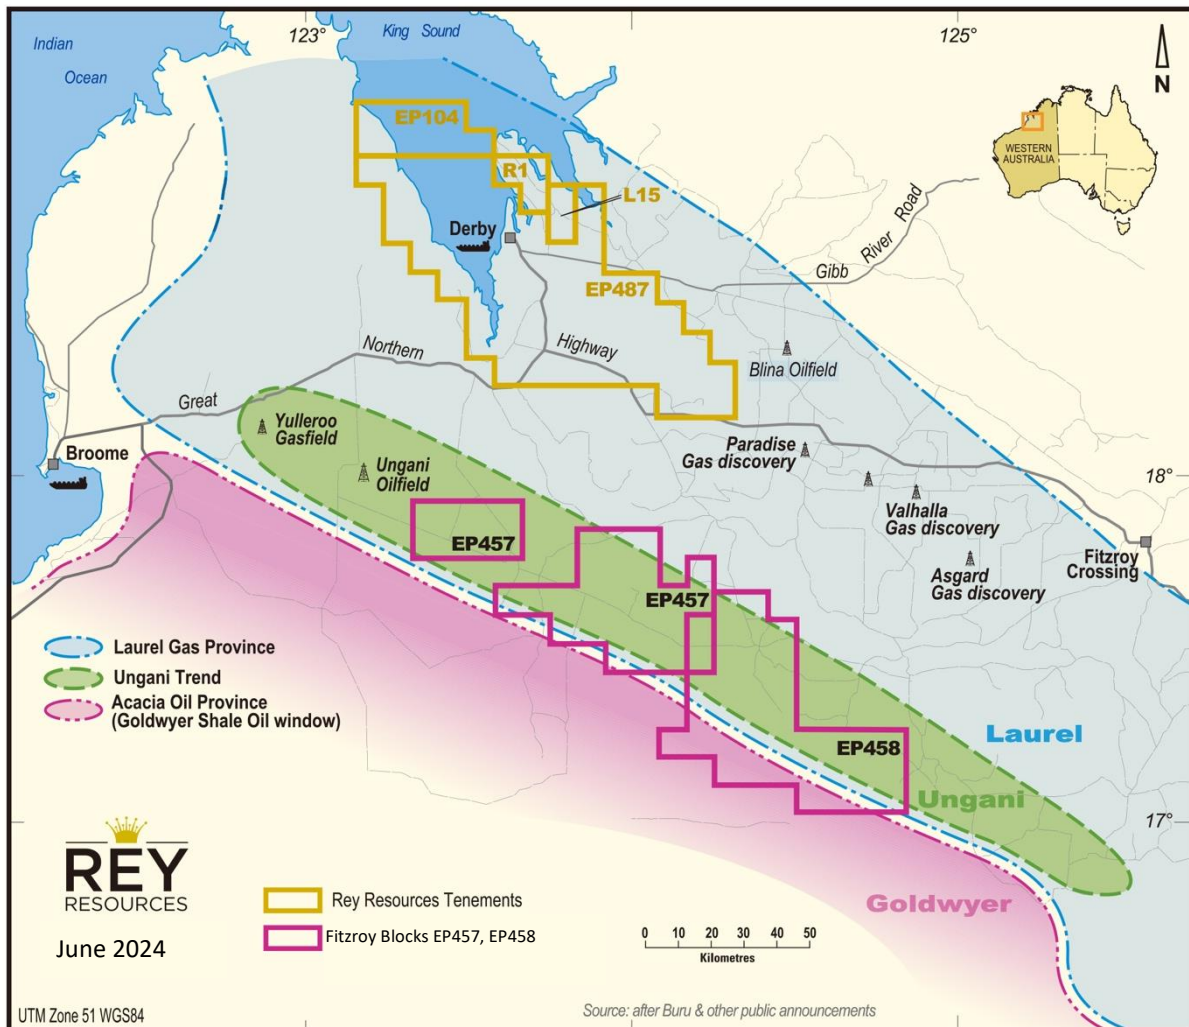 Indian
Ocean
123°
King Sound
125°
N
WESTERN
AUSTRALIA
EP104
R1
L15
Derby
EP487
Gibb River Road
Northern
Highway
Great
Blina Oilfield
Yulleroo
Gasfield
Broome
Ungani
Oilfield
Paradise
Gas discovery
18°
Valhalla
Gas discovery
EP457
Fitzroy
Crossing
Asgard
Gas discovery
EP457
Laurel Gas Province
Ungani Trend
Acacia Oil Province
(Goldwyer Shale Oil window)
Laurel
EP458
Ungani
17°
REY
RESOURCES
June 2024
Goldwyer
Rey Resources Tenements
Fitzroy Blocks EP457, EP458
0 10 20 30 40 50
Kilometres
UTM Zone 51 WGS84
Source: after Buru & other public announcements